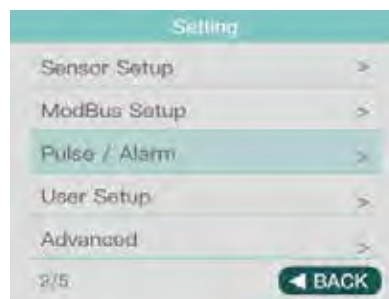 Setting
Sensor Setup >
ModBus Setup >
Pulse / Alarm >
User Setup >
Advanced >
2/5 ◀ BACK